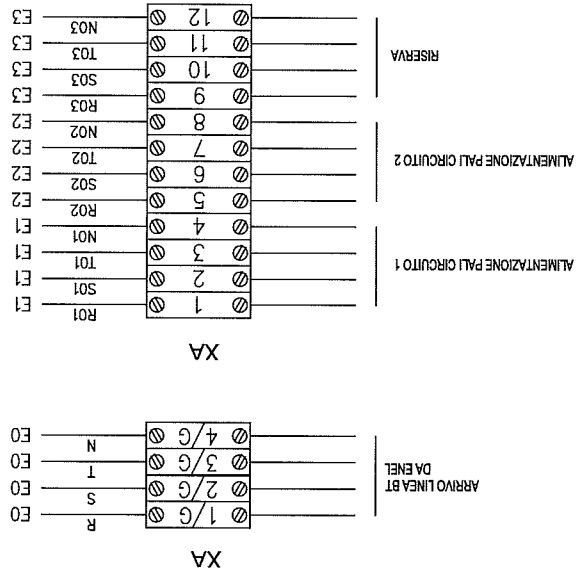 XA
ARRIVO LINEA BT
DA ENEL
1/G R E0
2/G S E0
3/G T E0
4/G N E0
XA
ALIMENTAZIONE PALI CIRCUITO 1
1 R01 E1
2 S01 E1
3 T01 E1
4 N01 E1
ALIMENTAZIONE PALI CIRCUITO 2
5 R02 E2
6 S02 E2
7 T02 E2
8 N02 E2
RISERVA
9 R03 E3
10 S03 E3
11 T03 E3
12 N03 E3